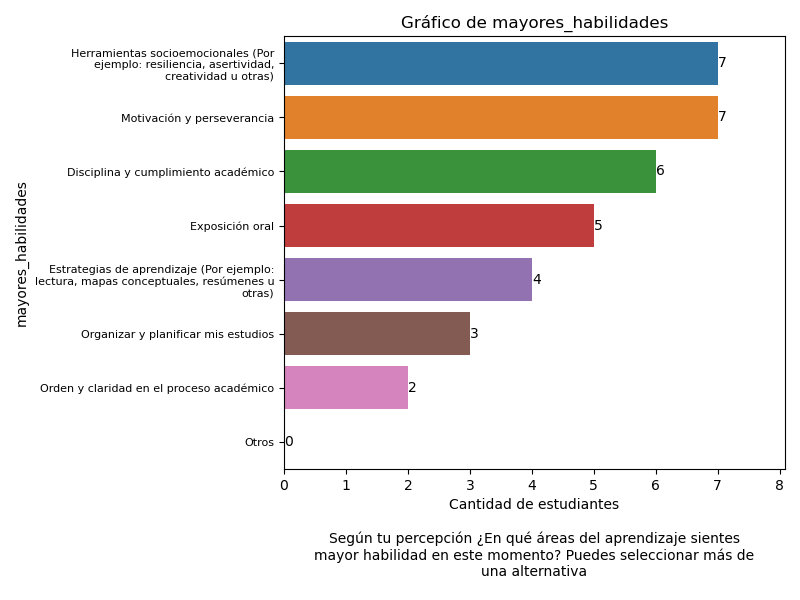 Gráfico de mayores_habilidades
mayores_habilidades
Herramientas socioemocionales (Por
ejemplo: resiliencia, asertividad,
creatividad u otras)
7
Motivación y perseverancia
7
Disciplina y cumplimiento académico
6
Exposición oral
5
Estrategias de aprendizaje (Por ejemplo:
lectura, mapas conceptuales, resúmenes u
otras)
4
Organizar y planificar mis estudios
3
Orden y claridad en el proceso académico
2
Otros
0
0 1 2 3 4 5 6 7 8
Cantidad de estudiantes
Según tu percepción ¿En qué áreas del aprendizaje sientes
mayor habilidad en este momento? Puedes seleccionar más de
una alternativa